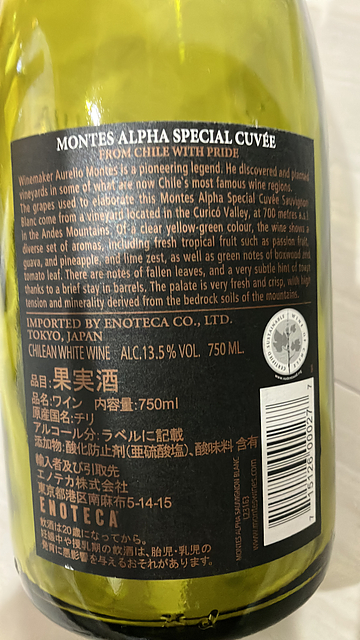 MONTES ALPHA SPECIAL CUVÉE
FROM CHILE WITH PRIDE
Winemaker Aurelio Montes is a pioneering legend. He discovered and planted
vineyards in some of what are now Chile's most famous wine regions.
The grapes used to elaborate this Montes Alpha Special Cuvée Sauvignon
Blanc come from a vineyard located in the Curicó Valley, at 700 metres a.s.l.
in the Andes Mountains. Of a clear yellow-green colour, the wine shows a
diverse set of aromas, including fresh tropical fruit such as passion fruit,
guava, and pineapple, and lime zest, as well as green notes of boxwood and
tomato leaf. There are notes of fallen leaves, and a very subtle hint of toast
thanks to a brief stay in barrels. The palate is very fresh and crisp, with high
tension and minerality derived from the bedrock soils of the mountains.
IMPORTED BY ENOTECA CO., LTD.
TOKYO, JAPAN
CHILEAN WHITE WINE ALC.13.5% VOL. 750 ML.
品目:果実酒
品名:ワイン 内容量:750ml
原産国名:チリ
アルコール分:ラベルに記載
添加物:酸化防止剤(亜硫酸塩)、酸味料 含有
輸入者及び引取先
エノテカ株式会社
東京都港区南麻布5-14-15
ENOTECA
飲酒は20歳になってから。
妊娠中や授乳期の飲酒は、胎児・乳児の
発育に悪影響を与えるおそれがあります。
MONTES ALPHA SAUVIGNON BLANC
www.monteswines.com